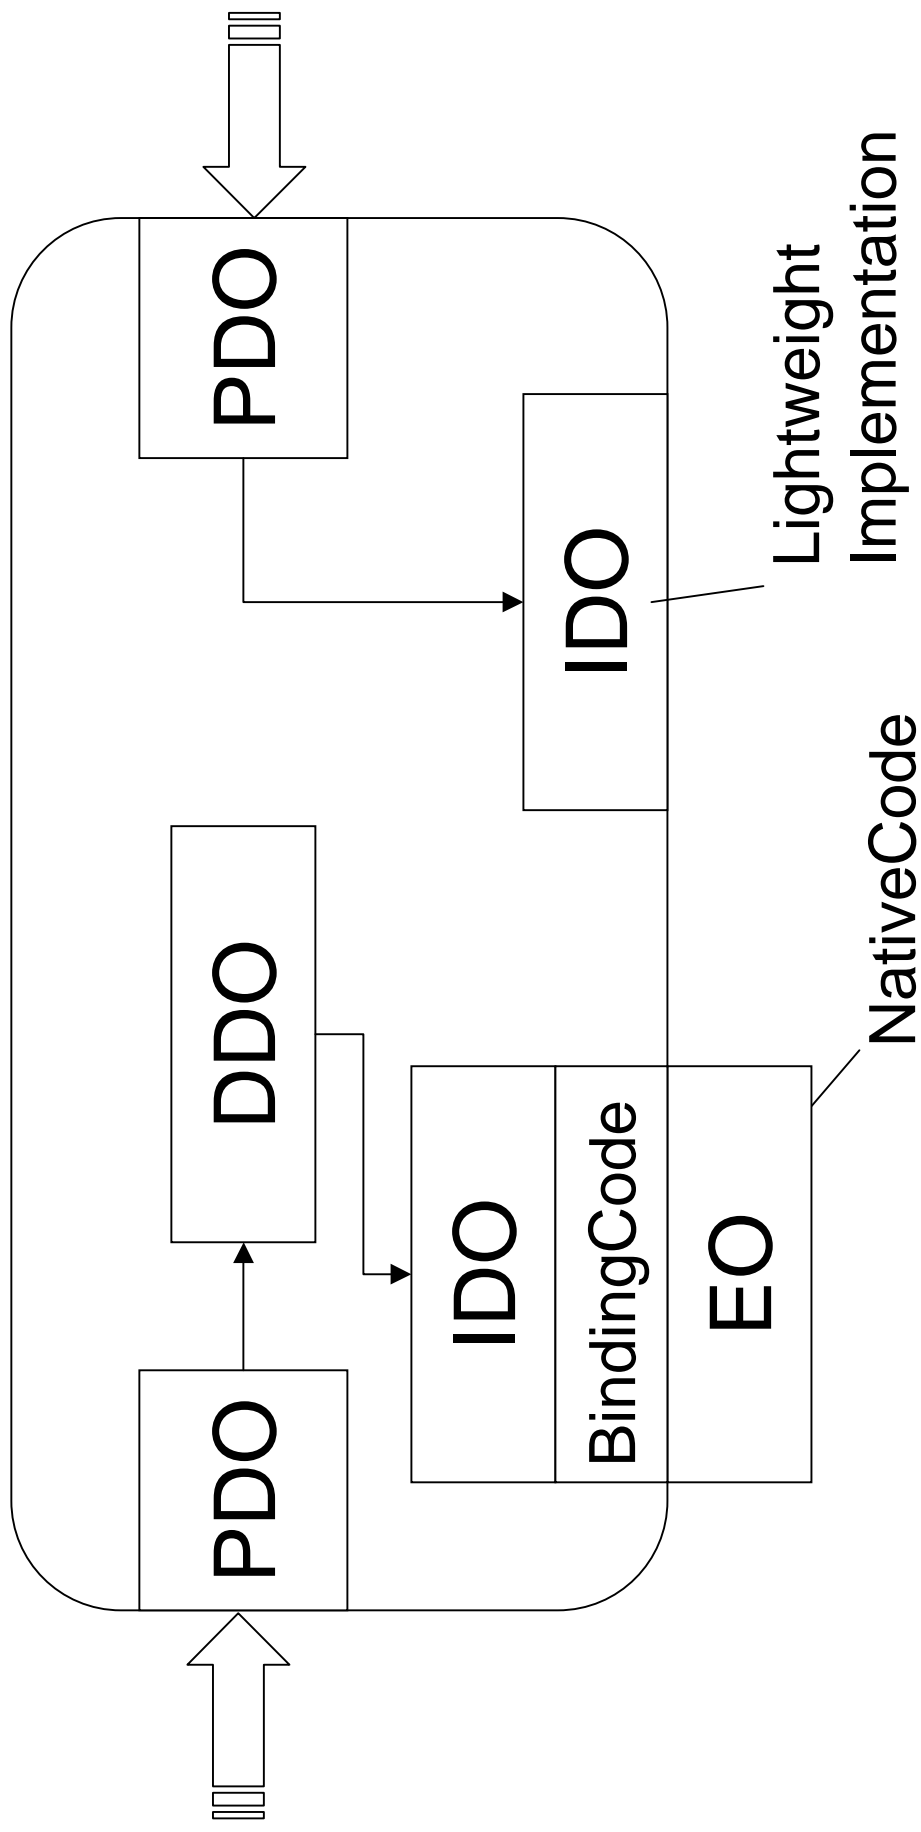 PDO
DDO
PDO
IDO
BindingCode
EO
IDO
NativeCode
Lightweight
Implementation